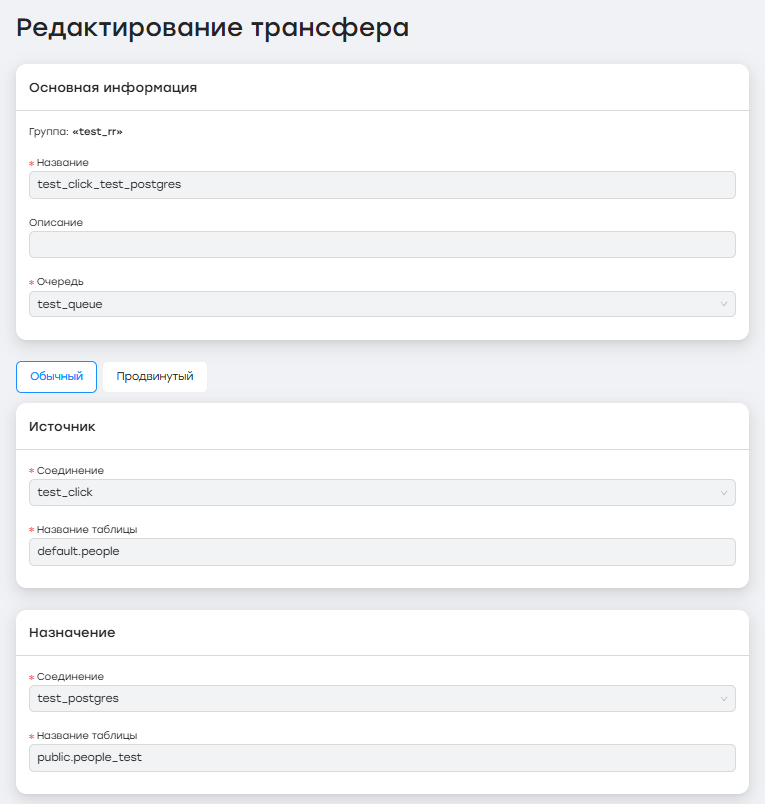 Редактирование трансфера
Основная информация
Группа: «test_rr»
* Название
test_click_test_postgres
Описание
* Очередь
test_queue
Обычный Продвинутый
Источник
* Соединение
test_click
* Название таблицы
default.people
Назначение
* Соединение
test_postgres
* Название таблицы
public.people_test